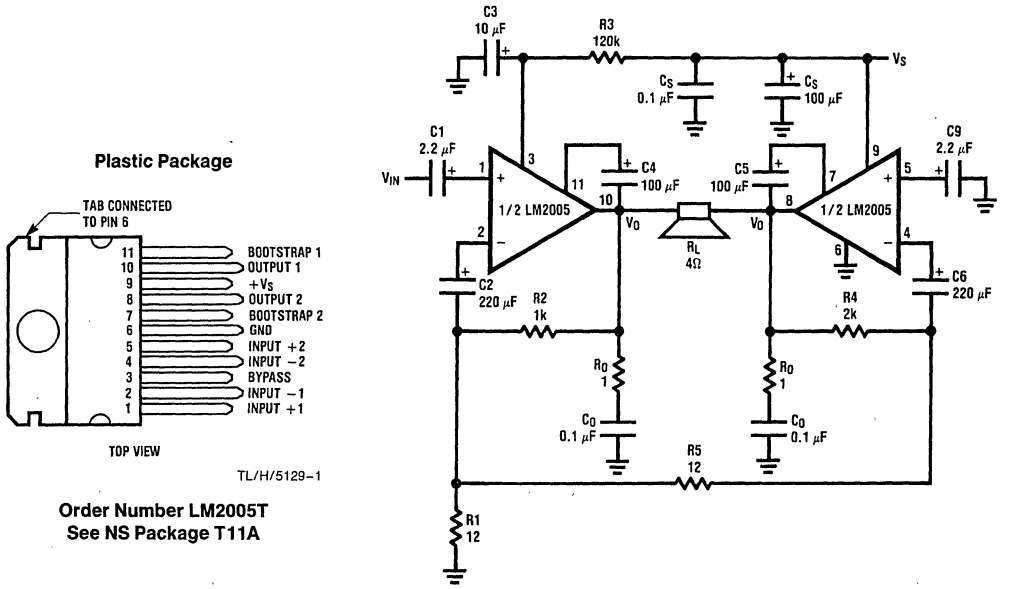 Plastic Package
TAB CONNECTED
TO PIN 6
11 BOOTSTRAP 1
10 OUTPUT 1
9 +VS
8 OUTPUT 2
7 BOOTSTRAP 2
6 GND
5 INPUT +2
4 INPUT −2
3 BYPASS
2 INPUT −1
1 INPUT +1
TOP VIEW
TL/H/5129–1
Order Number LM2005T
See NS Package T11A
C3
10 µF
+
R3
120k
VS
CS
0.1 µF
+
CS
100 µF
C1
2.2 µF
+
VIN
1
+
3
11
+
C4
100 µF
1/2 LM2005
10
VO
2
−
+
C2
220 µF
R2
1k
RO
1
CO
0.1 µF
RL
4Ω
C5
100 µF
+
7
9
5
+
C9
2.2 µF
+
8
VO
1/2 LM2005
6
4
−
+
C6
220 µF
R4
2k
RO
1
CO
0.1 µF
R5
12
R1
12